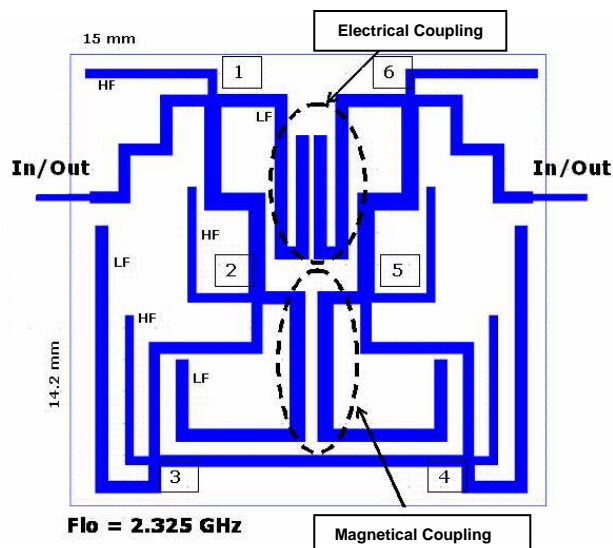 Electrical Coupling
15 mm
1
6
HF
LF
In/Out
In/Out
HF
LF
2
5
HF
LF
14.2 mm
3
4
Flo = 2.325 GHz
Magnetical Coupling